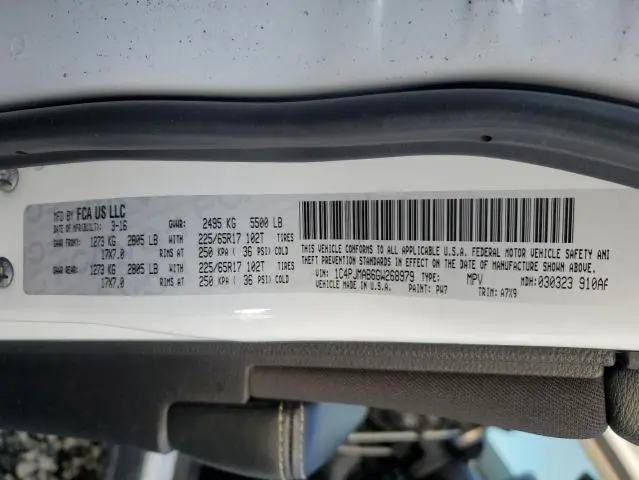 MFD BY FCA US LLC
DATE OF MFR(BUILT): 3-16 GVWR: 2495 KG 5500 LB
GAWR FRONT: 1273 KG 2805 LB WITH 225/65R17 102T TIRES
17X7.0 RIMS AT 250 KPA ( 36 PSI) COLD
GAWR REAR: 1273 KG 2805 LB WITH 225/65R17 102T TIRES
17X7.0 RIMS AT 250 KPA ( 36 PSI) COLD
THIS VEHICLE CONFORMS TO ALL APPLICABLE U.S.A. FEDERAL MOTOR VEHICLE SAFETY AND
THEFT PREVENTION STANDARDS IN EFFECT ON THE DATE OF MANUFACTURE SHOWN ABOVE.
VIN: 1C4PJMAB6GW268979 TYPE: MPV MDH: 030323 910AA
VEHICLE MADE IN U.S.A. PAINT: PW7 TRIM: A7X9